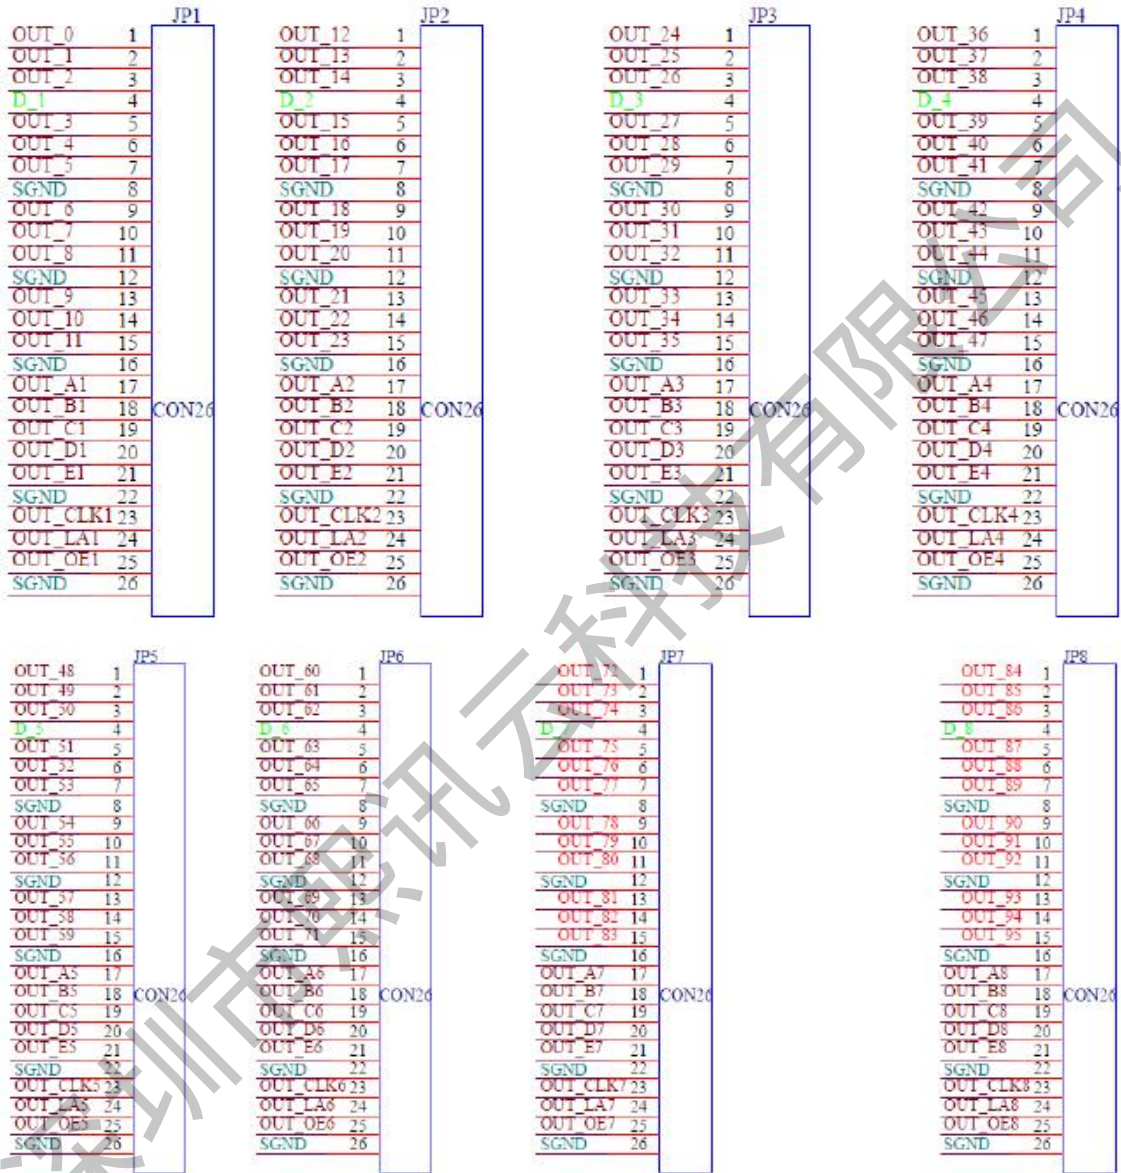 JP1
OUT_0 1
OUT_1 2
OUT_2 3
D_1 4
OUT_3 5
OUT_4 6
OUT_5 7
SGND 8
OUT_6 9
OUT_7 10
OUT_8 11
SGND 12
OUT_9 13
OUT_10 14
OUT_11 15
SGND 16
OUT_A1 17
OUT_B1 18 CON26
OUT_C1 19
OUT_D1 20
OUT_E1 21
SGND 22
OUT_CLK1 23
OUT_LA1 24
OUT_OE1 25
SGND 26
JP2
OUT_12 1
OUT_13 2
OUT_14 3
D_2 4
OUT_15 5
OUT_16 6
OUT_17 7
SGND 8
OUT_18 9
OUT_19 10
OUT_20 11
SGND 12
OUT_21 13
OUT_22 14
OUT_23 15
SGND 16
OUT_A2 17
OUT_B2 18 CON26
OUT_C2 19
OUT_D2 20
OUT_E2 21
SGND 22
OUT_CLK2 23
OUT_LA2 24
OUT_OE2 25
SGND 26
JP3
OUT_24 1
OUT_25 2
OUT_26 3
D_3 4
OUT_27 5
OUT_28 6
OUT_29 7
SGND 8
OUT_30 9
OUT_31 10
OUT_32 11
SGND 12
OUT_33 13
OUT_34 14
OUT_35 15
SGND 16
OUT_A3 17
OUT_B3 18 CON26
OUT_C3 19
OUT_D3 20
OUT_E3 21
SGND 22
OUT_CLK3 23
OUT_LA3 24
OUT_OE3 25
SGND 26
JP4
OUT_36 1
OUT_37 2
OUT_38 3
D_4 4
OUT_39 5
OUT_40 6
OUT_41 7
SGND 8
OUT_42 9
OUT_43 10
OUT_44 11
SGND 12
OUT_45 13
OUT_46 14
OUT_47 15
SGND 16
OUT_A4 17
OUT_B4 18 CON26
OUT_C4 19
OUT_D4 20
OUT_E4 21
SGND 22
OUT_CLK4 23
OUT_LA4 24
OUT_OE4 25
SGND 26
JP5
OUT_48 1
OUT_49 2
OUT_50 3
D_5 4
OUT_51 5
OUT_52 6
OUT_53 7
SGND 8
OUT_54 9
OUT_55 10
OUT_56 11
SGND 12
OUT_57 13
OUT_58 14
OUT_59 15
SGND 16
OUT_A5 17
OUT_B5 18 CON26
OUT_C5 19
OUT_D5 20
OUT_E5 21
SGND 22
OUT_CLK5 23
OUT_LA5 24
OUT_OE5 25
SGND 26
JP6
OUT_60 1
OUT_61 2
OUT_62 3
D_6 4
OUT_63 5
OUT_64 6
OUT_65 7
SGND 8
OUT_66 9
OUT_67 10
OUT_68 11
SGND 12
OUT_69 13
OUT_70 14
OUT_71 15
SGND 16
OUT_A6 17
OUT_B6 18 CON26
OUT_C6 19
OUT_D6 20
OUT_E6 21
SGND 22
OUT_CLK6 23
OUT_LA6 24
OUT_OE6 25
SGND 26
JP7
OUT_72 1
OUT_73 2
OUT_74 3
D_ 4
OUT_75 5
OUT_76 6
OUT_77 7
SGND 8
OUT_78 9
OUT_79 10
OUT_80 11
SGND 12
OUT_81 13
OUT_82 14
OUT_83 15
SGND 16
OUT_A7 17
OUT_B7 18 CON26
OUT_C7 19
OUT_D7 20
OUT_E7 21
SGND 22
OUT_CLK7 23
OUT_LA7 24
OUT_OE7 25
SGND 26
JP8
OUT_84 1
OUT_85 2
OUT_86 3
D_8 4
OUT_87 5
OUT_88 6
OUT_89 7
SGND 8
OUT_90 9
OUT_91 10
OUT_92 11
SGND 12
OUT_93 13
OUT_94 14
OUT_95 15
SGND 16
OUT_A8 17
OUT_B8 18 CON26
OUT_C8 19
OUT_D8 20
OUT_E8 21
SGND 22
OUT_CLK8 23
OUT_LA8 24
OUT_OE8 25
SGND 26
深圳市熙讯云科技有限公司